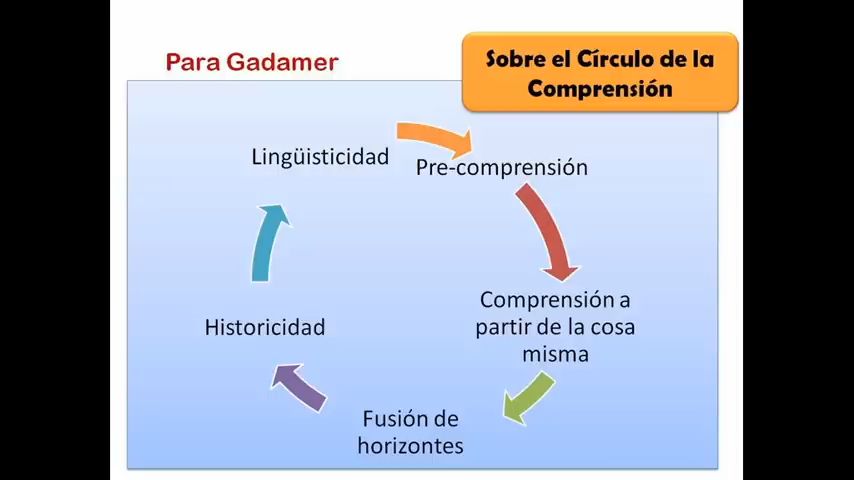 Para Gadamer
Sobre el Círculo de la
Comprensión
Lingüisticidad
Pre-comprensión
Comprensión a
partir de la cosa
misma
Fusión de
horizontes
Historicidad